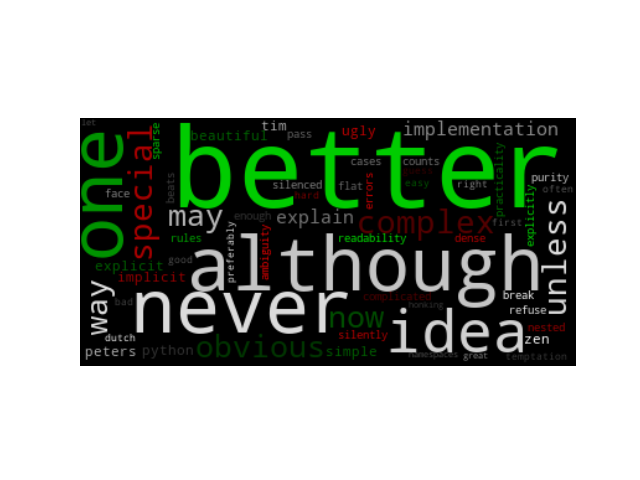 let
one
special
sparse
beautiful
tim
pass
ugly
implementation
better
cases
counts
guess
easy
practicality
purity
often
right
face
beats
silenced
hard
flat
errors
explicitly
may
enough
explain
complex
first
unless
rules
preferably
ambiguity
readability
dense
explicit
good
although
implicit
way
bad
never
complicated
honking
break
refuse
now
idea
nested
zen
dutch
silently
peters
python
obvious
simple
namespaces
great
temptation